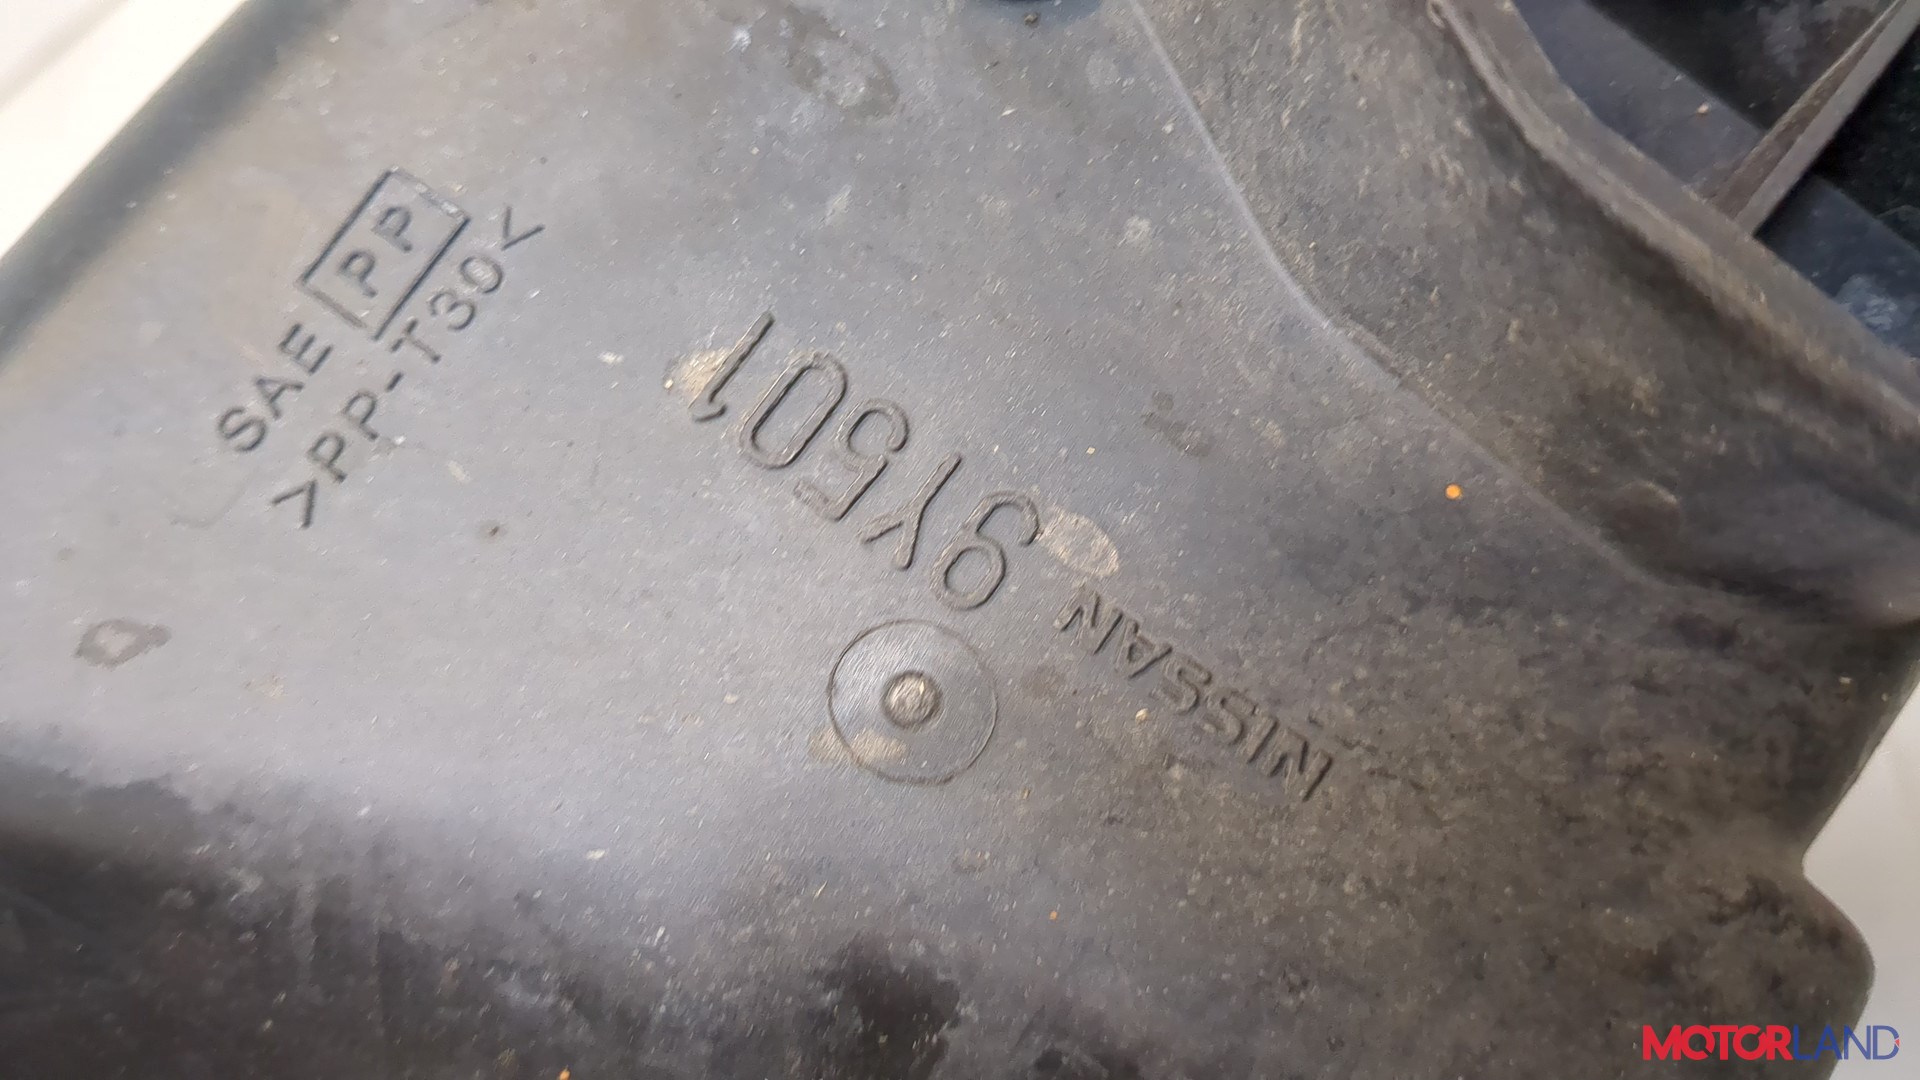 SAE PP
>PP-T30<
NISSAN 9Y501
MOTORLAND